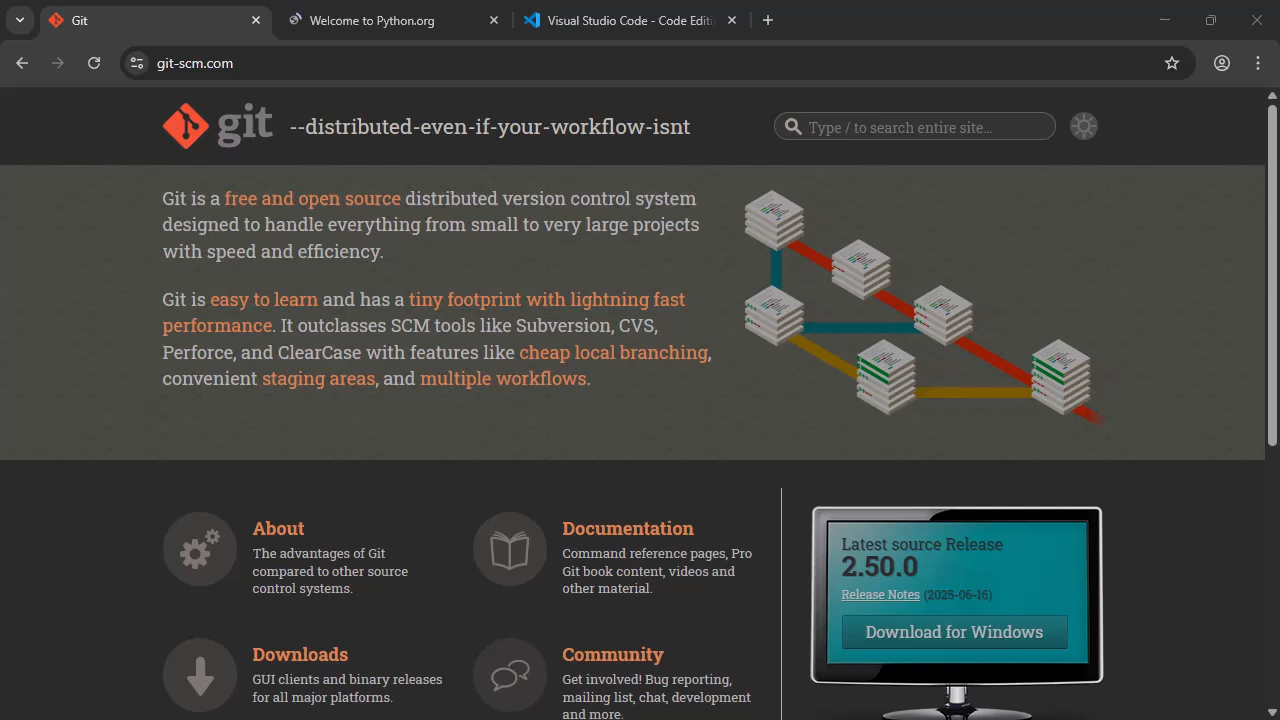 Git
Welcome to Python.org
Visual Studio Code - Code Editi
git-scm.com
git
--distributed-even-if-your-workflow-isnt
Type / to search entire site…
Git is a free and open source distributed version control system
designed to handle everything from small to very large projects
with speed and efficiency.
Git is easy to learn and has a tiny footprint with lightning fast
performance. It outclasses SCM tools like Subversion, CVS,
Perforce, and ClearCase with features like cheap local branching,
convenient staging areas, and multiple workflows.
About
The advantages of Git
compared to other source
control systems.
Documentation
Command reference pages, Pro
Git book content, videos and
other material.
Downloads
GUI clients and binary releases
for all major platforms.
Community
Get involved! Bug reporting,
mailing list, chat, development
and more.
Latest source Release
2.50.0
Release Notes (2025-06-16)
Download for Windows